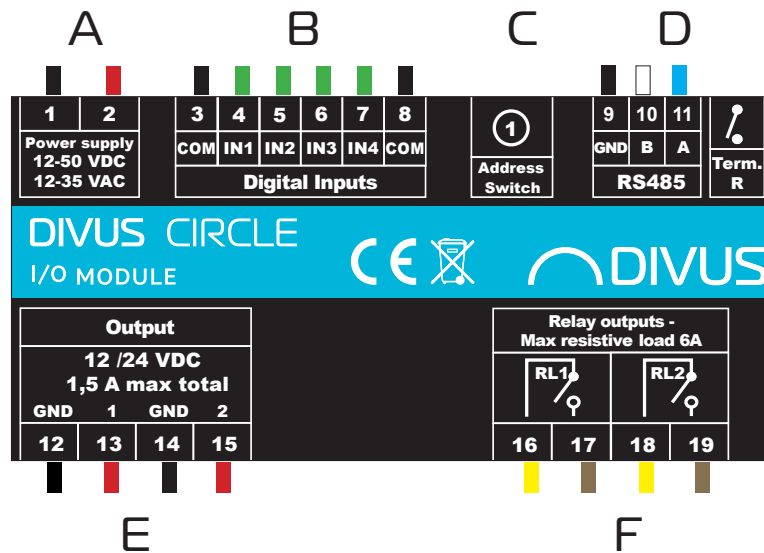 A B C D
1 2 3 4 5 6 7 8 1 9 10 11
Power supply
12-50 VDC
12-35 VAC
COM IN1 IN2 IN3 IN4 COM
Digital Inputs
Address
Switch
GND B A
RS485
Term.
R
DIVUS CIRCLE
I/O MODULE
CE
DIVUS
Output
12 /24 VDC
1,5 A max total
GND 1 GND 2
12 13 14 15
Relay outputs -
Max resistive load 6A
RL1 RL2
16 17 18 19
E F